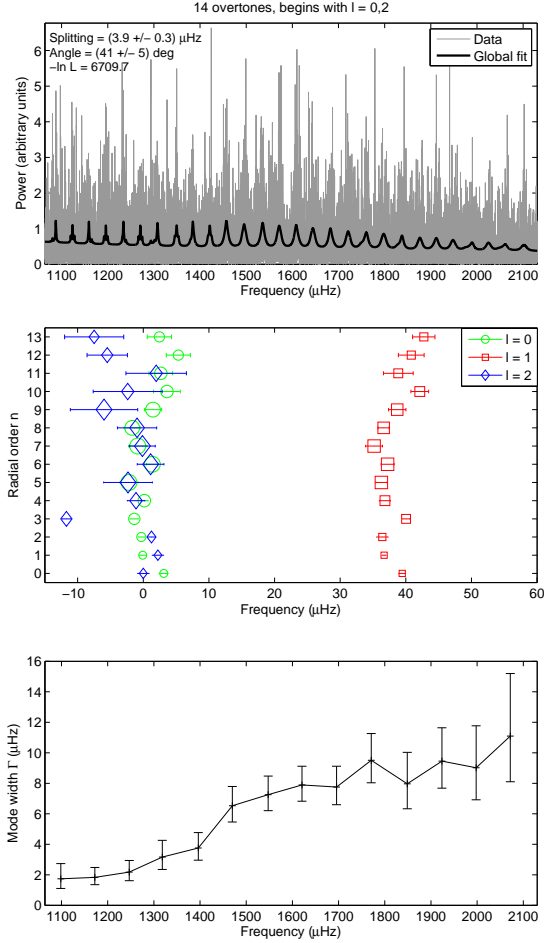 14 overtones, begins with l = 0,2
Splitting = (3.9 +/− 0.3) μHz
Angle = (41 +/− 5) deg
−ln L = 6709.7
Data
Global fit
Power (arbitrary units)
6
5
4
3
2
1
0
1100 1200 1300 1400 1500 1600 1700 1800 1900 2000 2100
Frequency (μHz)
l = 0
l = 1
l = 2
Radial order n
13
12
11
10
9
8
7
6
5
4
3
2
1
0
−10 0 10 20 30 40 50 60
Frequency (μHz)
Mode width Γ (μHz)
16
14
12
10
8
6
4
2
0
1100 1200 1300 1400 1500 1600 1700 1800 1900 2000 2100
Frequency (μHz)